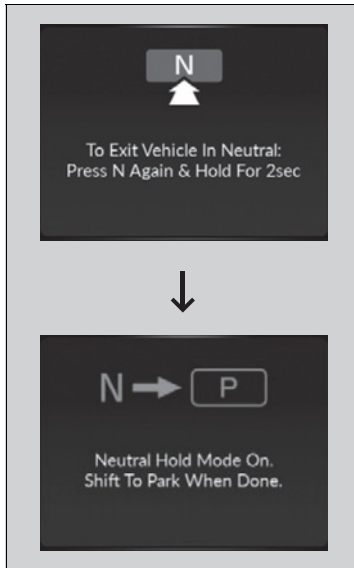 N
To Exit Vehicle In Neutral:
Press N Again & Hold For 2sec
N P
Neutral Hold Mode On.
Shift To Park When Done.